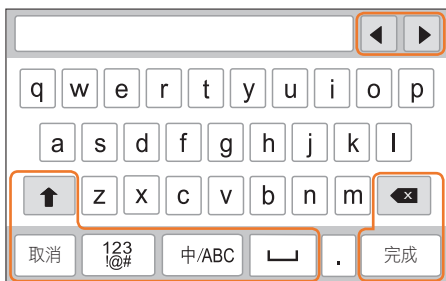 q w e r t y u i o p
a s d f g h j k l
z x c v b n m
取消 123 !@# 中/ABC . 完成